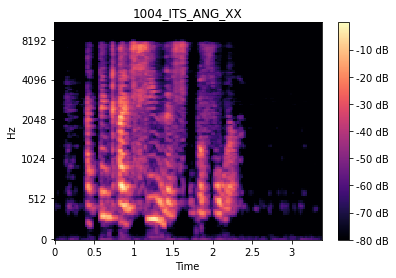 1004_ITS_ANG_XX
8192
4096
2048
1024
512
0
Hz
0 0.5 1 1.5 2 2.5 3
Time
-10 dB
-20 dB
-30 dB
-40 dB
-50 dB
-60 dB
-70 dB
-80 dB